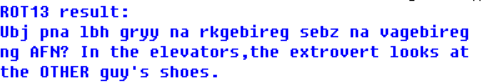 ROT13 result:
Ubj pna lbh gryy na rkgebireg sebz na vagebireg
ng AFN? In the elevators,the extrovert looks at
the OTHER guy's shoes.